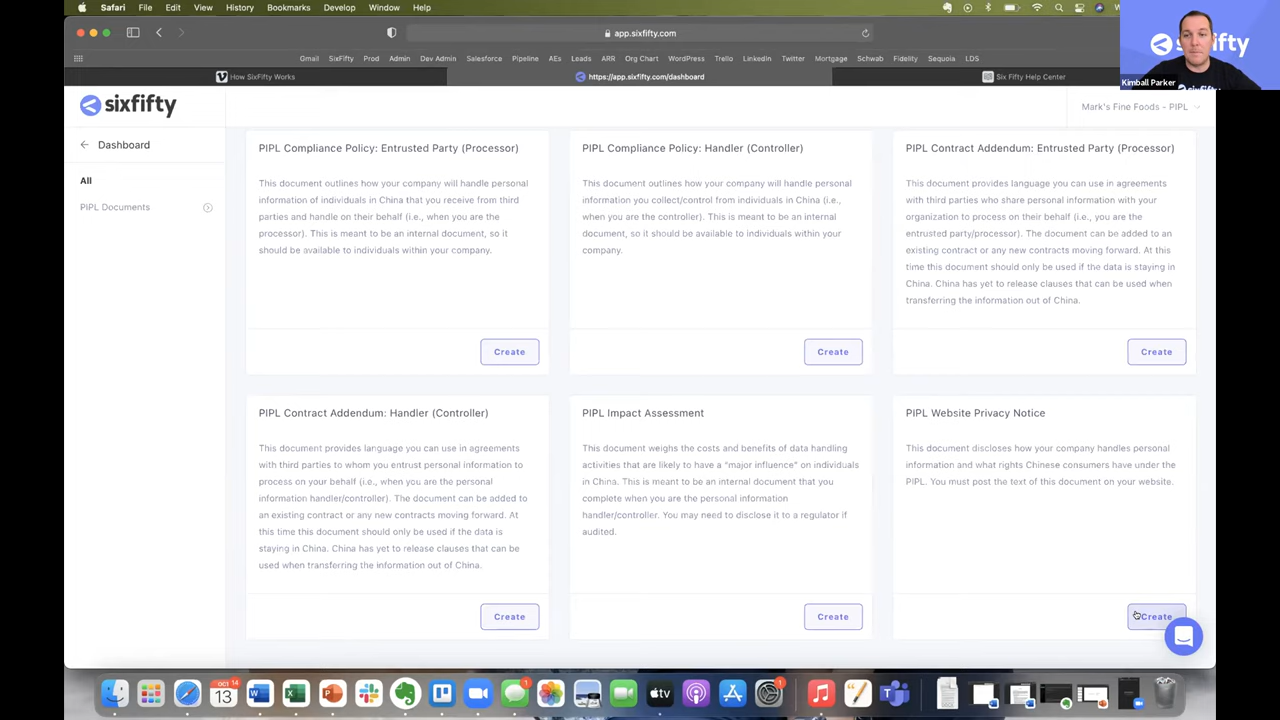 Safari File Edit View History Bookmarks Develop Window Help
app.sixfifty.com
Gmail SixFifty Prod Admin Dev Admin Salesforce Pipeline AEs Leads ARR Org Chart WordPress Trello LinkedIn Twitter Mortgage Schwab Fidelity Sequoia LDS
How SixFifty Works
https://app.sixfifty.com/dashboard
Six Fifty Help Center
sixfifty
Kimball Parker
sixfifty
sixfifty
Mark's Fine Foods - PIPL
Dashboard
All
PIPL Documents
PIPL Compliance Policy: Entrusted Party (Processor)
This document outlines how your company will handle personal
information of individuals in China that you receive from third
parties and handle on their behalf (i.e., when you are the
processor). This is meant to be an internal document, so it
should be available to individuals within your company.
Create
PIPL Compliance Policy: Handler (Controller)
This document outlines how your company will handle personal
information you collect/control from individuals in China (i.e.,
when you are the controller). This is meant to be an internal
document, so it should be available to individuals within your
company.
Create
PIPL Contract Addendum: Entrusted Party (Processor)
This document provides language you can use in agreements
with third parties who share personal information with your
organization to process on their behalf (i.e., you are the
entrusted party/processor). The document can be added to an
existing contract or any new contracts moving forward. At this
time this document should only be used if the data is staying in
China. China has yet to release clauses that can be used when
transferring the information out of China.
Create
PIPL Contract Addendum: Handler (Controller)
This document provides language you can use in agreements
with third parties to whom you entrust personal information to
process on your behalf (i.e., when you are the personal
information handler/controller). The document can be added to
an existing contract or any new contracts moving forward. At
this time this document should only be used if the data is
staying in China. China has yet to release clauses that can be
used when transferring the information out of China.
Create
PIPL Impact Assessment
This document weighs the costs and benefits of data handling
activities that are likely to have a "major influence" on individuals
in China. This is meant to be an internal document that you
complete when you are the personal information
handler/controller. You may need to disclose it to a regulator if
audited.
Create
PIPL Website Privacy Notice
This document discloses how your company handles personal
information and what rights Chinese consumers have under the
PIPL. You must post the text of this document on your website.
Create
OCT 14
13
1
tv
1